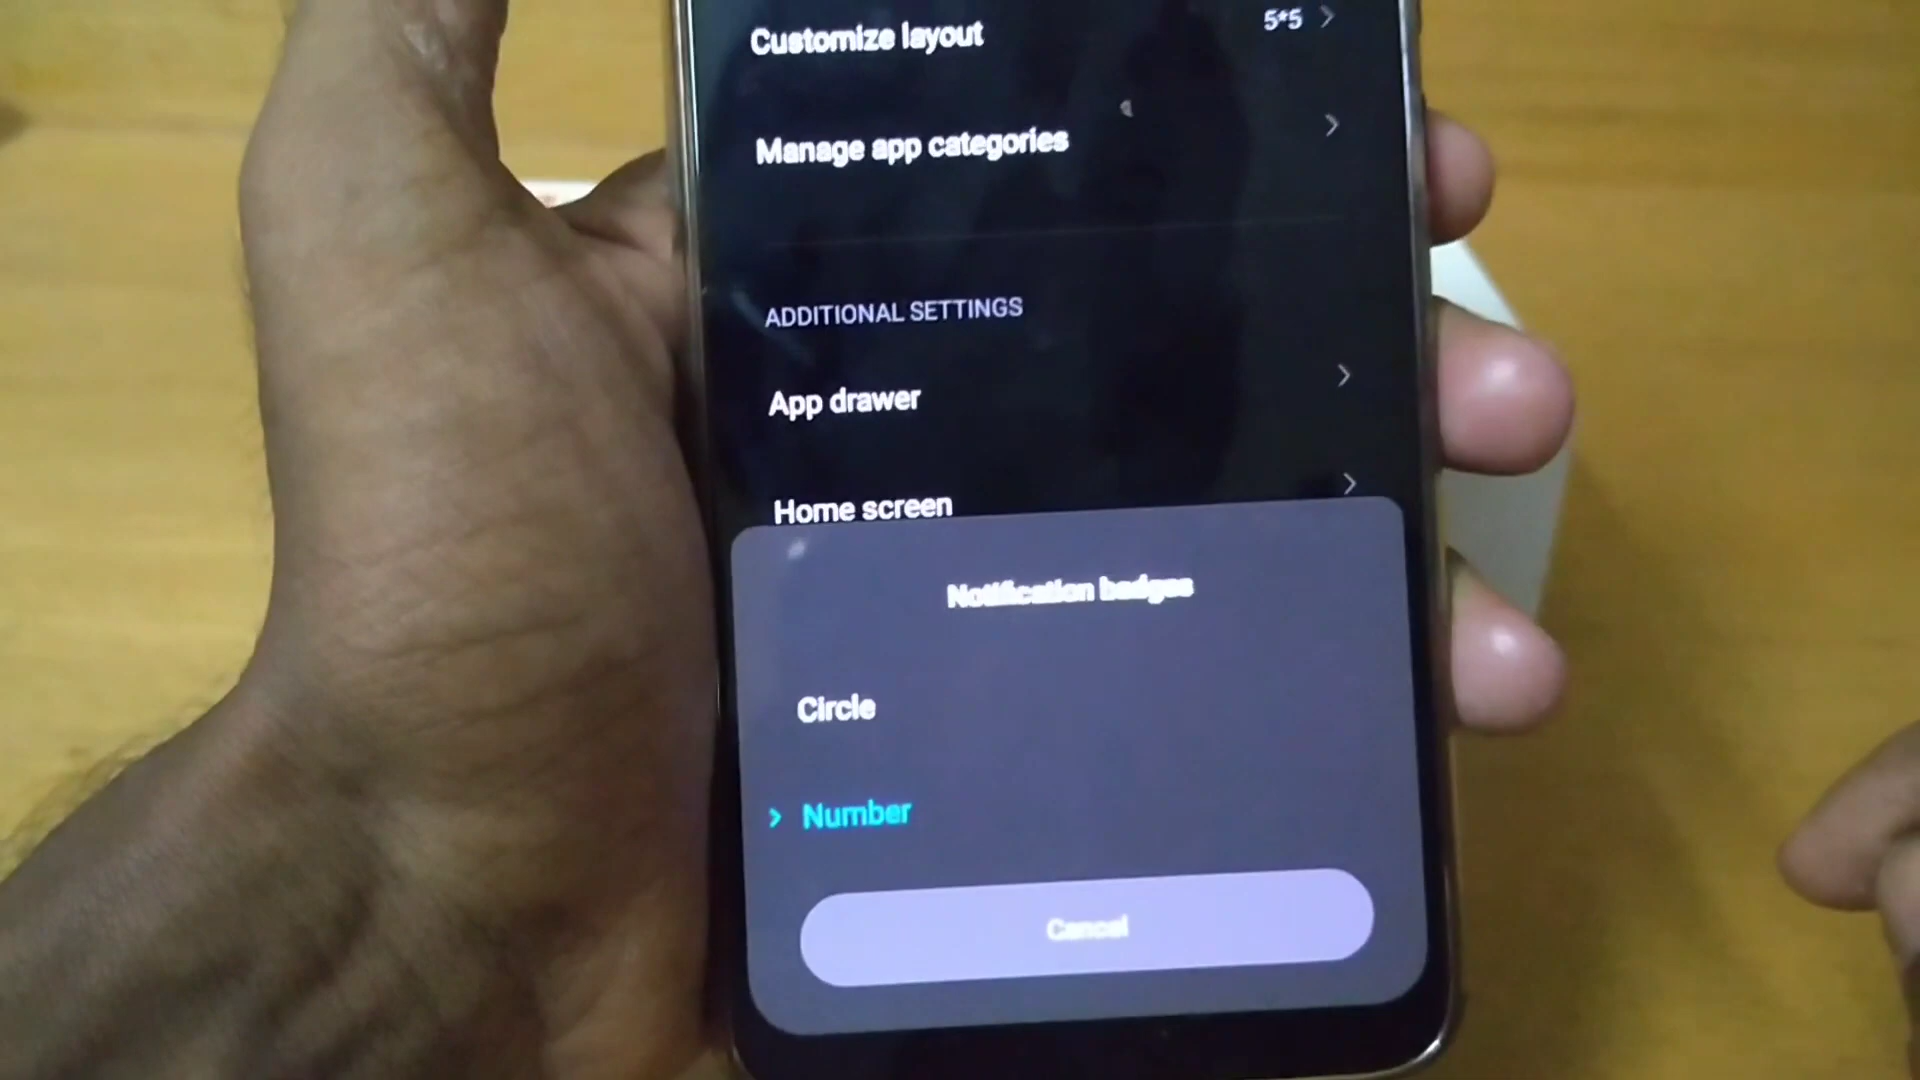 Customize layout 5*5
Manage app categories
ADDITIONAL SETTINGS
App drawer
Home screen
Notification badges
Circle
Number
Cancel